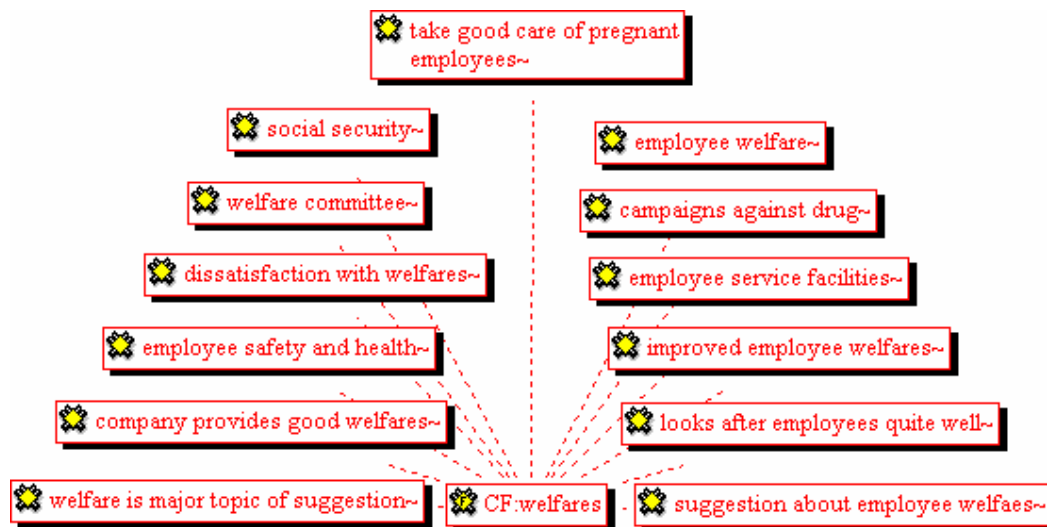 take good care of pregnant
employees~
social security~
employee welfare~
welfare committee~
campaigns against drug~
dissatisfaction with welfares~
employee service facilities~
employee safety and health~
improved employee welfares~
company provides good welfares~
looks after employees quite well~
welfare is major topic of suggestion~
F CF:welfares
suggestion about employee welfaes~